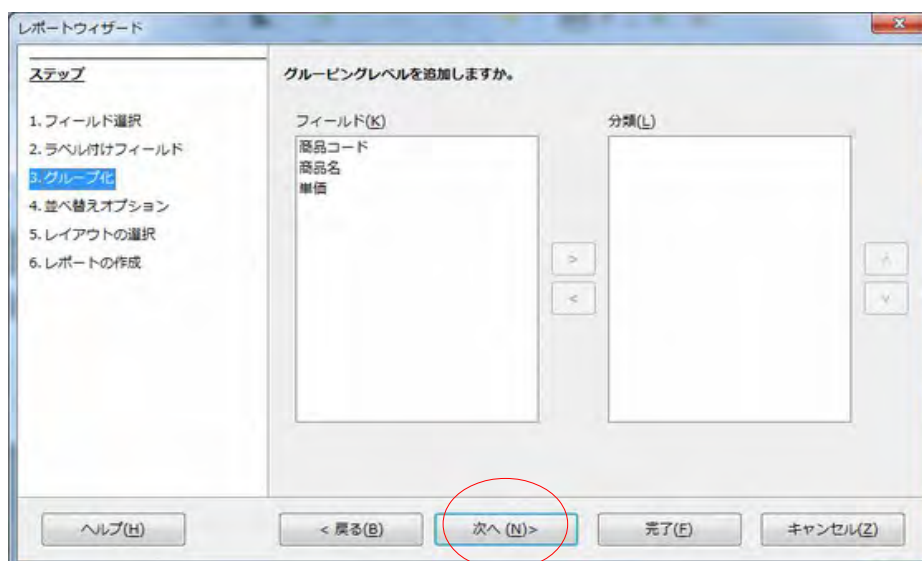 レポートウィザード
ステップ
1.フィールド選択
2.ラベル付けフィールド
3.グループ化
4.並べ替えオプション
5.レイアウトの選択
6.レポートの作成
グルーピングレベルを追加しますか。
フィールド(K)
商品コード
商品名
単価
分類(L)
>
<
^
v
ヘルプ(H)
< 戻る(B)
次へ (N)>
完了(F)
キャンセル(Z)